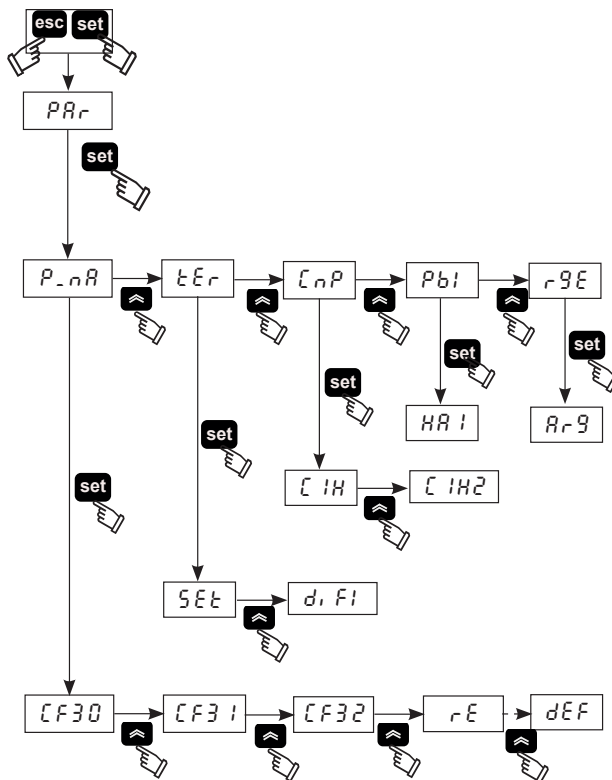 esc set
PAr
set
P_nA tEr CnP Pb1 rgE
set set
set
HA1 Arg
set
C1H C1H2
set
SEt diF1
CF30 CF31 CF32 rE dEF